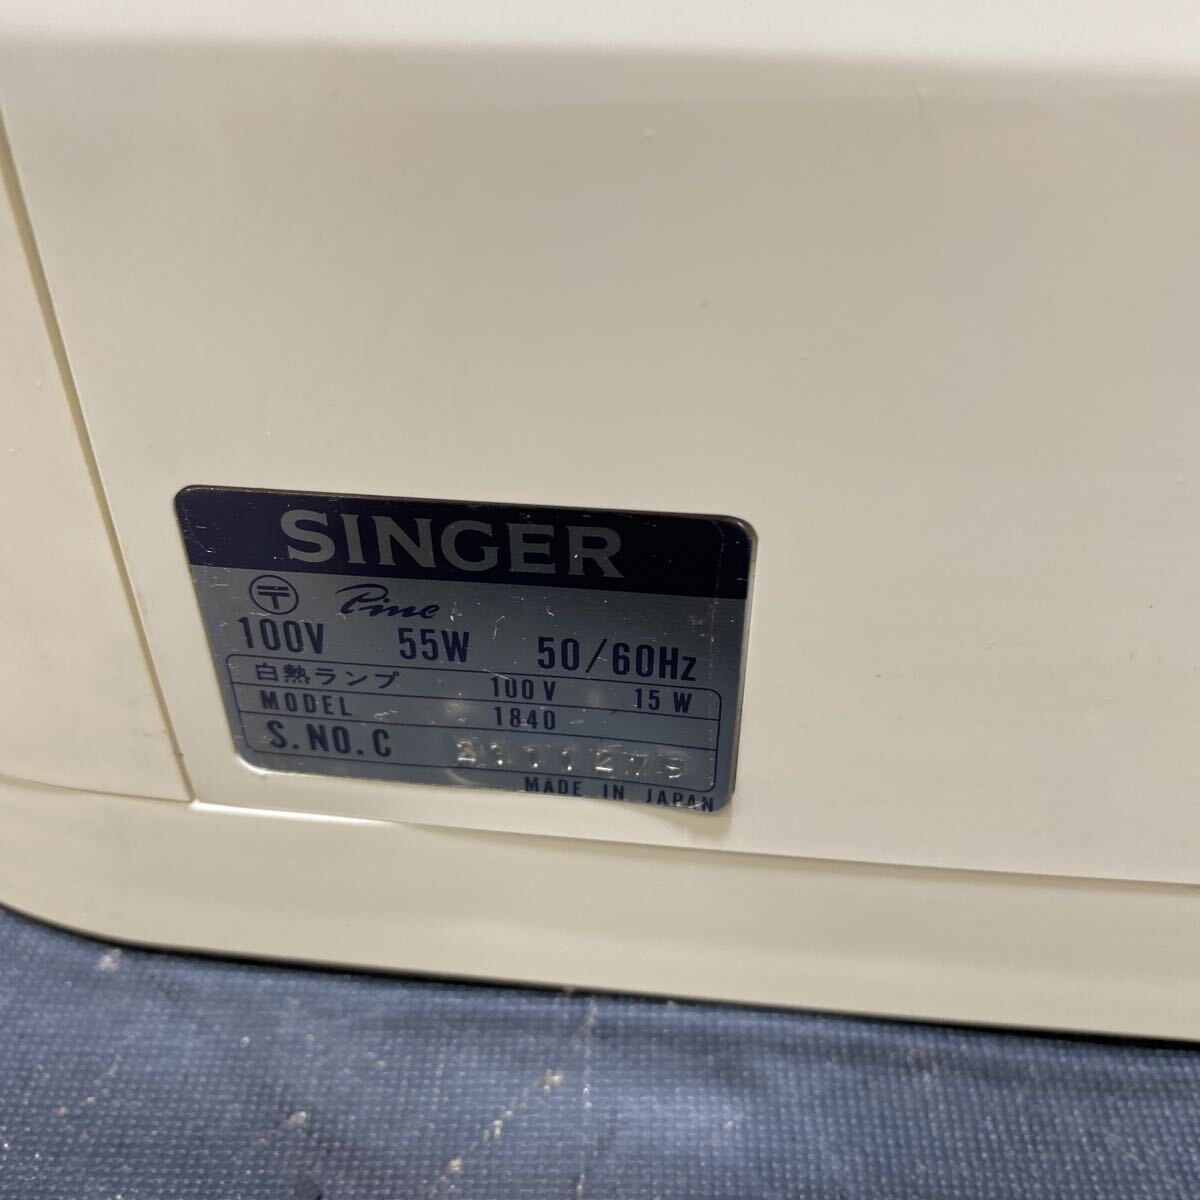 SINGER
〒 Pine
100V 55W 50/60Hz
白熱ランプ 100V 15W
MODEL 1840
S.NO.C
MADE IN JAPAN